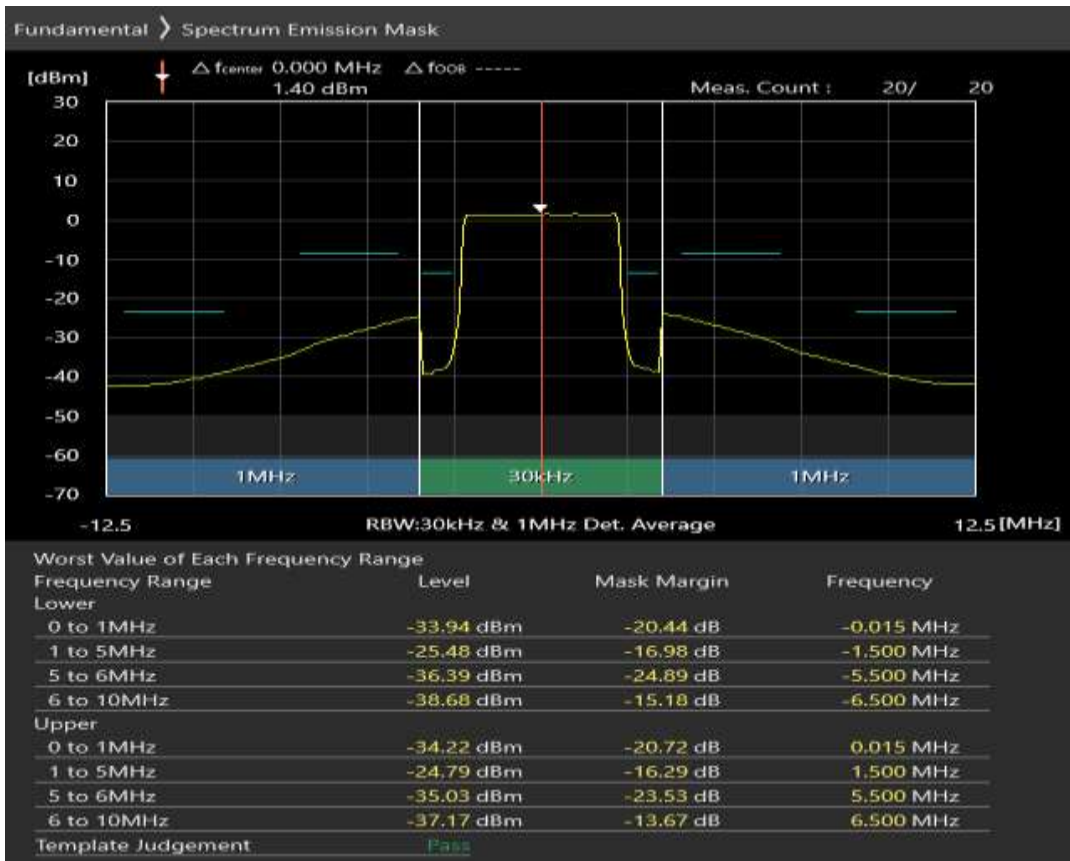 Fundamental 〉 Spectrum Emission Mask
[dBm] △ fcenter 0.000 MHz △ fOOB -----
1.40 dBm Meas. Count : 20/ 20
30
20
10
0
-10
-20
-30
-40
-50
-60
1MHz 30kHz 1MHz
-70
-12.5 RBW:30kHz & 1MHz Det. Average 12.5 [MHz]
Worst Value of Each Frequency Range
Frequency Range Level Mask Margin Frequency
Lower
0 to 1MHz -33.94 dBm -20.44 dB -0.015 MHz
1 to 5MHz -25.48 dBm -16.98 dB -1.500 MHz
5 to 6MHz -36.39 dBm -24.89 dB -5.500 MHz
6 to 10MHz -38.68 dBm -15.18 dB -6.500 MHz
Upper
0 to 1MHz -34.22 dBm -20.72 dB 0.015 MHz
1 to 5MHz -24.79 dBm -16.29 dB 1.500 MHz
5 to 6MHz -35.03 dBm -23.53 dB 5.500 MHz
6 to 10MHz -37.17 dBm -13.67 dB 6.500 MHz
Template Judgement Pass